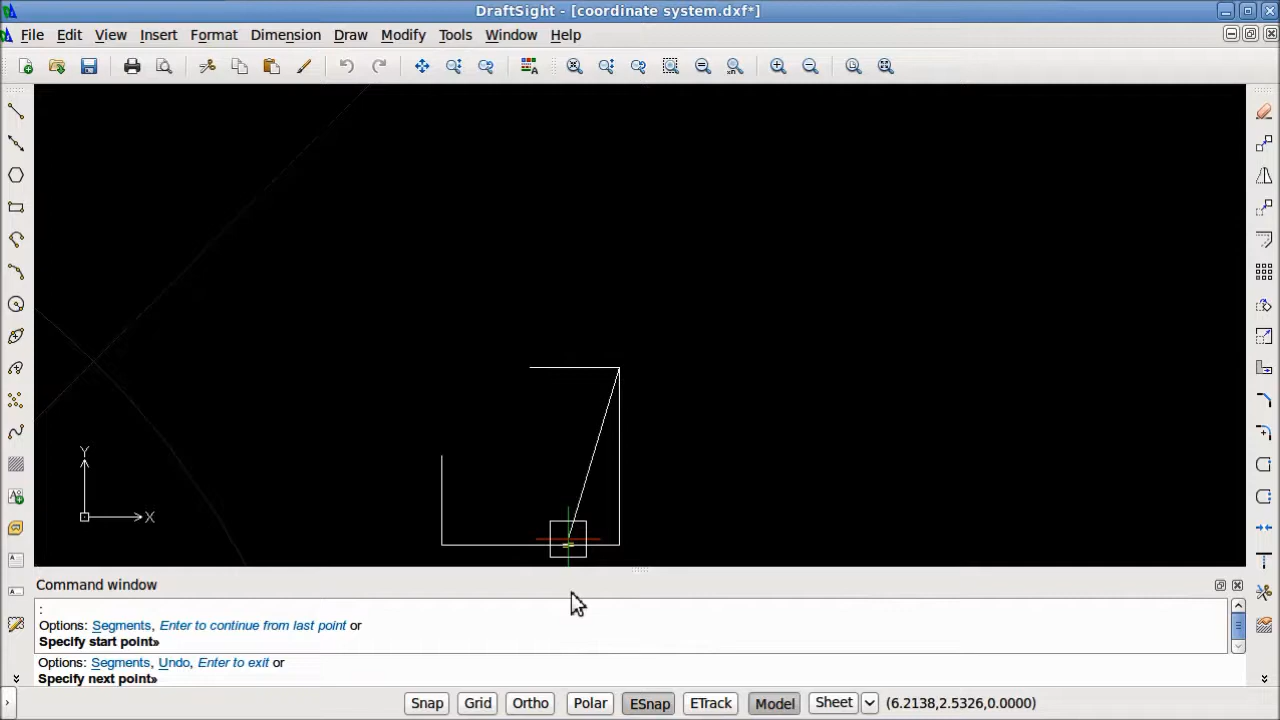 DraftSight - [coordinate system.dxf*]
File Edit View Insert Format Dimension Draw Modify Tools Window Help
Y
X
Command window
:
Options: Segments, Enter to continue from last point or
Specify start point»
Options: Segments, Undo, Enter to exit or
Specify next point»
Snap Grid Ortho Polar ESnap ETrack Model Sheet (6.2138,2.5326,0.0000)